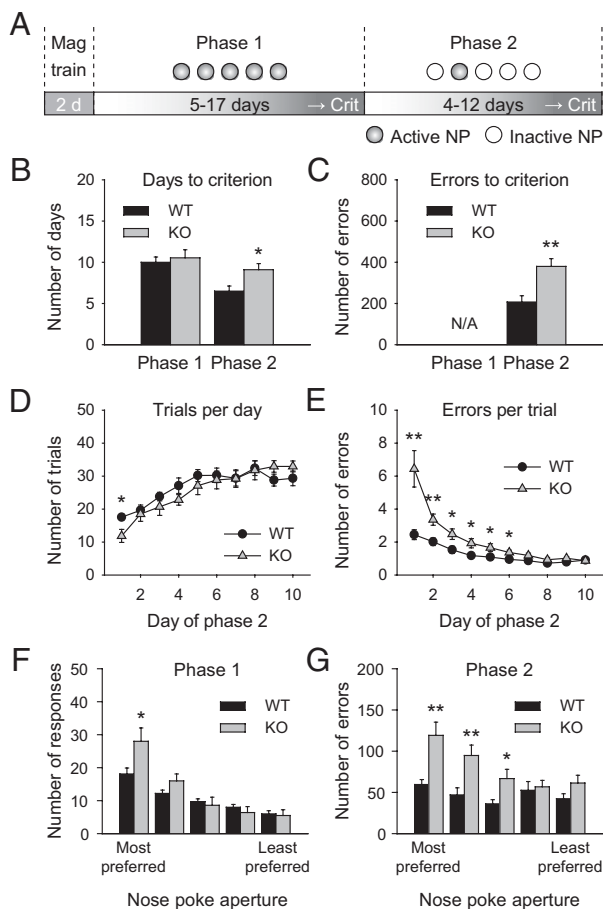 A
Mag train
Phase 1
Phase 2
2 d
5-17 days
→ Crit
4-12 days
→ Crit
Active NP
Inactive NP
B
Days to criterion
Number of days
20
15
10
5
0
WT
KO
*
Phase 1
Phase 2
C
Errors to criterion
Number of errors
800
600
400
200
0
WT
KO
**
N/A
Phase 1
Phase 2
D
Trials per day
Number of trials
50
40
30
20
10
0
*
WT
KO
2 4 6 8 10
Day of phase 2
E
Errors per trial
Number of errors
10
8
6
4
2
0
**
**
*
*
*
*
WT
KO
2 4 6 8 10
Day of phase 2
F
Phase 1
Number of responses
50
40
30
20
10
0
*
WT
KO
Most preferred
Least preferred
Nose poke aperture
G
Phase 2
Number of errors
200
150
100
50
0
**
**
*
WT
KO
Most preferred
Least preferred
Nose poke aperture